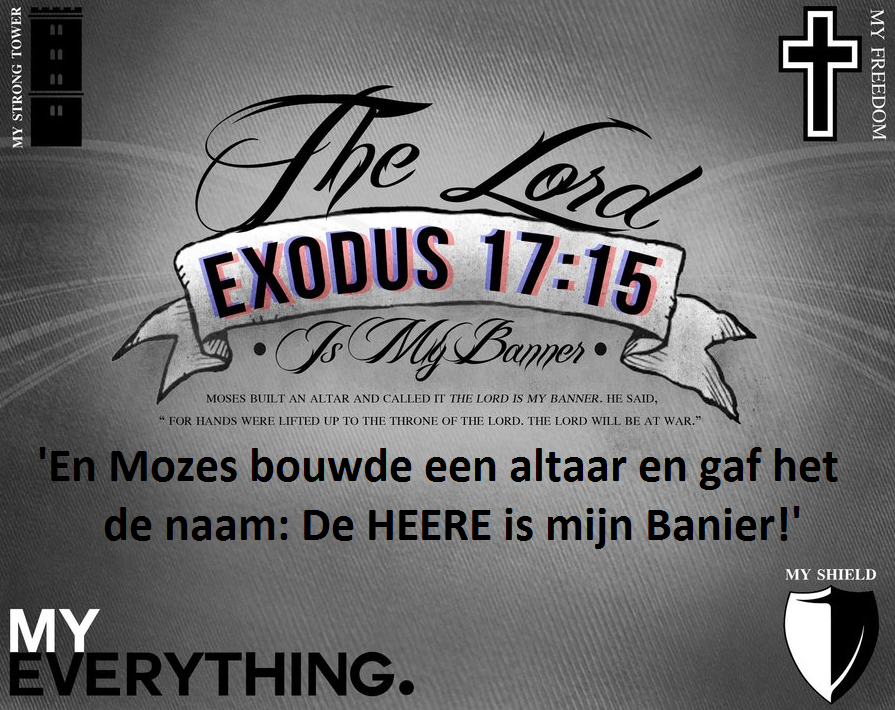 MY STRONG TOWER
MY FREEDOM
The Lord
EXODUS 17:15
• Is My Banner •
MOSES BUILT AN ALTAR AND CALLED IT THE LORD IS MY BANNER. HE SAID,
“ FOR HANDS WERE LIFTED UP TO THE THRONE OF THE LORD. THE LORD WILL BE AT WAR.”
'En Mozes bouwde een altaar en gaf het
de naam: De HEERE is mijn Banier!'
MY SHIELD
MY
EVERYTHING.